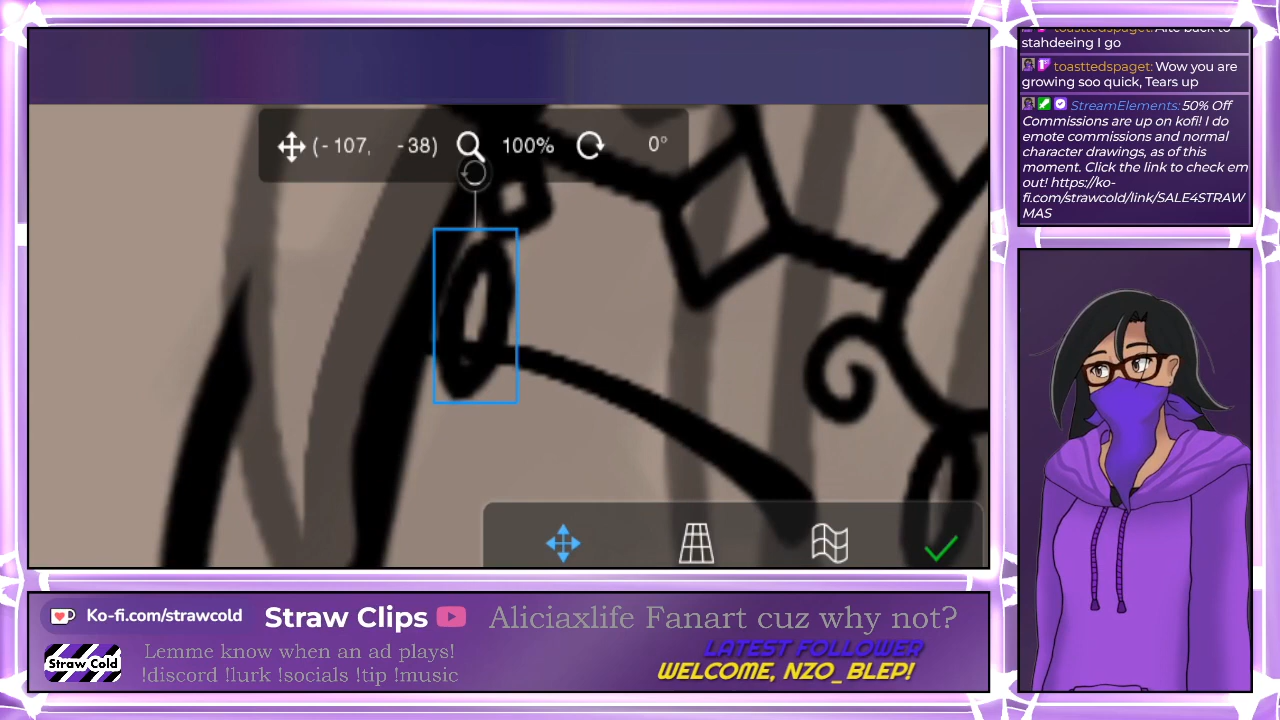 (- 107, - 38) 100% 0°
toasttedspaget: Aite back to
stahdeeing I go
toasttedspaget: Wow you are
growing soo quick, Tears up
StreamElements: 50% Off
Commissions are up on kofi! I do
emote commissions and normal
character drawings, as of this
moment. Click the link to check em
out! https://ko-
fi.com/strawcold/link/SALE4STRAW
MAS
Ko-fi.com/strawcold
Straw Clips
Aliciaxlife Fanart cuz why not?
Straw Cold
Lemme know when an ad plays!
!discord !lurk !socials !tip !music
LATEST FOLLOWER
WELCOME, NZO_BLEP!